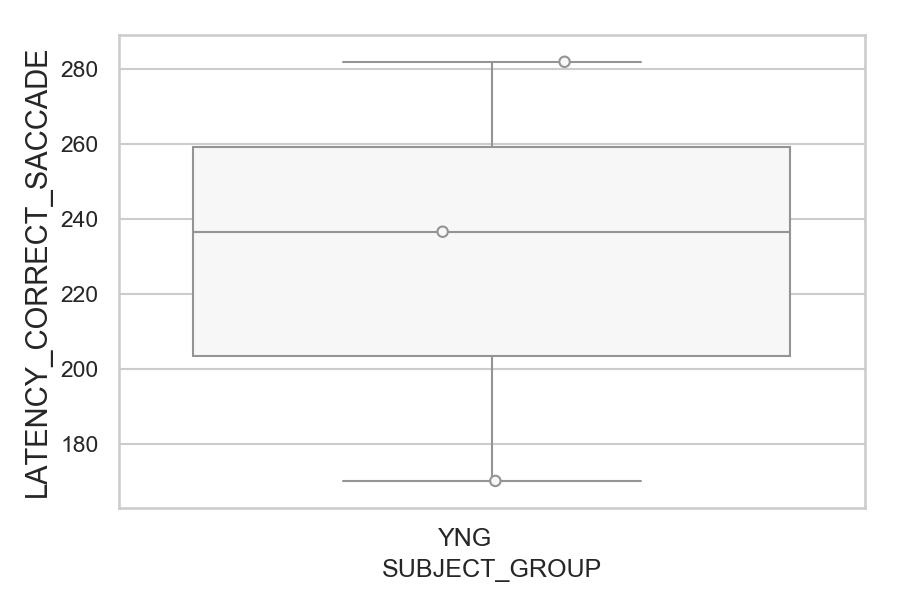 LATENCY_CORRECT_SACCADE
280
260
240
220
200
180
YNG
SUBJECT_GROUP